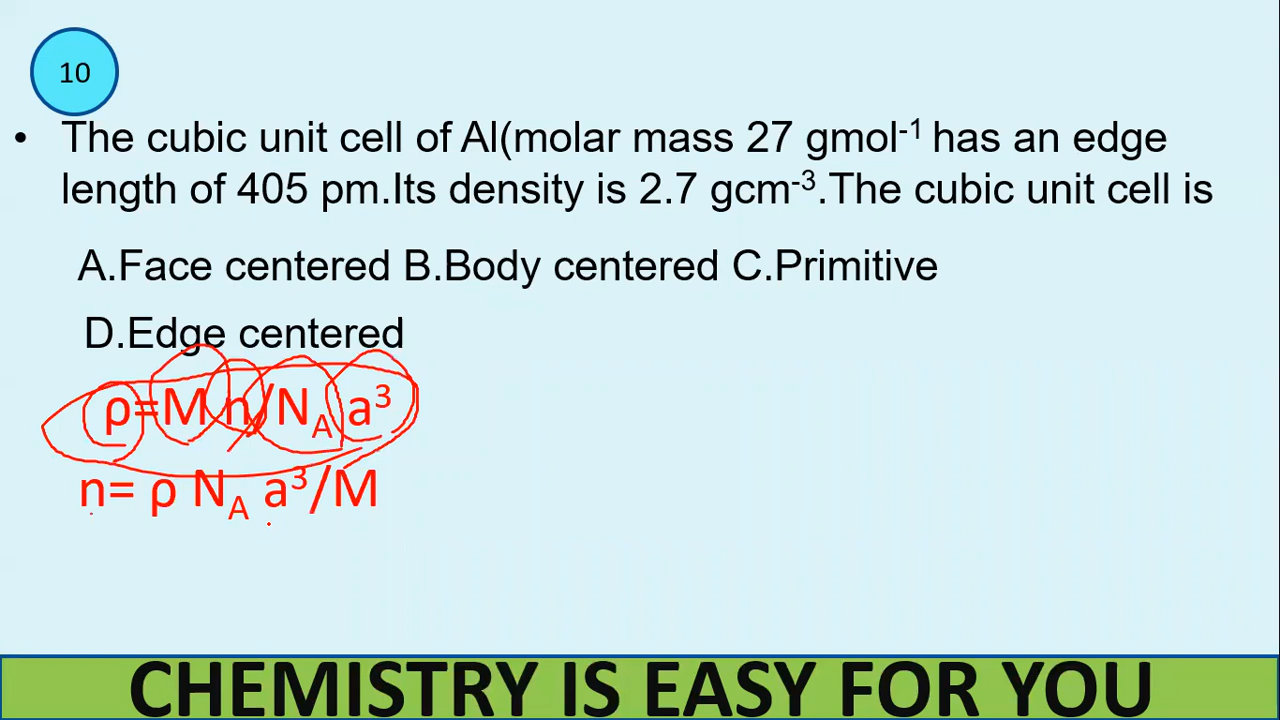 10
• The cubic unit cell of Al(molar mass 27 gmol⁻¹ has an edge
length of 405 pm.Its density is 2.7 gcm⁻³.The cubic unit cell is
A.Face centered B.Body centered C.Primitive
D.Edge centered
ρ=M n/N_A a³
n= ρ N_A a³/M
CHEMISTRY IS EASY FOR YOU